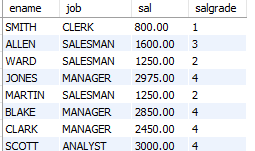 ename job sal salgrade
SMITH CLERK 800.00 1
ALLEN SALESMAN 1600.00 3
WARD SALESMAN 1250.00 2
JONES MANAGER 2975.00 4
MARTIN SALESMAN 1250.00 2
BLAKE MANAGER 2850.00 4
CLARK MANAGER 2450.00 4
SCOTT ANALYST 3000.00 4